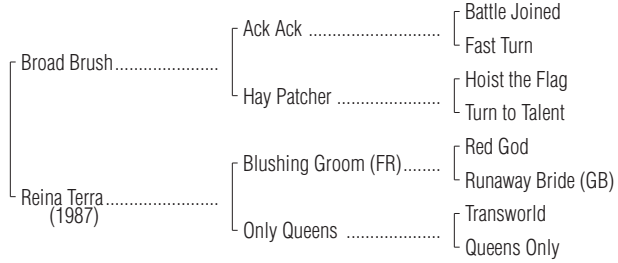 Battle Joined
Ack Ack ..............................
Fast Turn
Broad Brush......................
Hoist the Flag
Hay Patcher ......................
Turn to Talent
Red God
Blushing Groom (FR)........
Runaway Bride (GB)
Reina Terra........................
(1987)
Transworld
Only Queens ....................
Queens Only